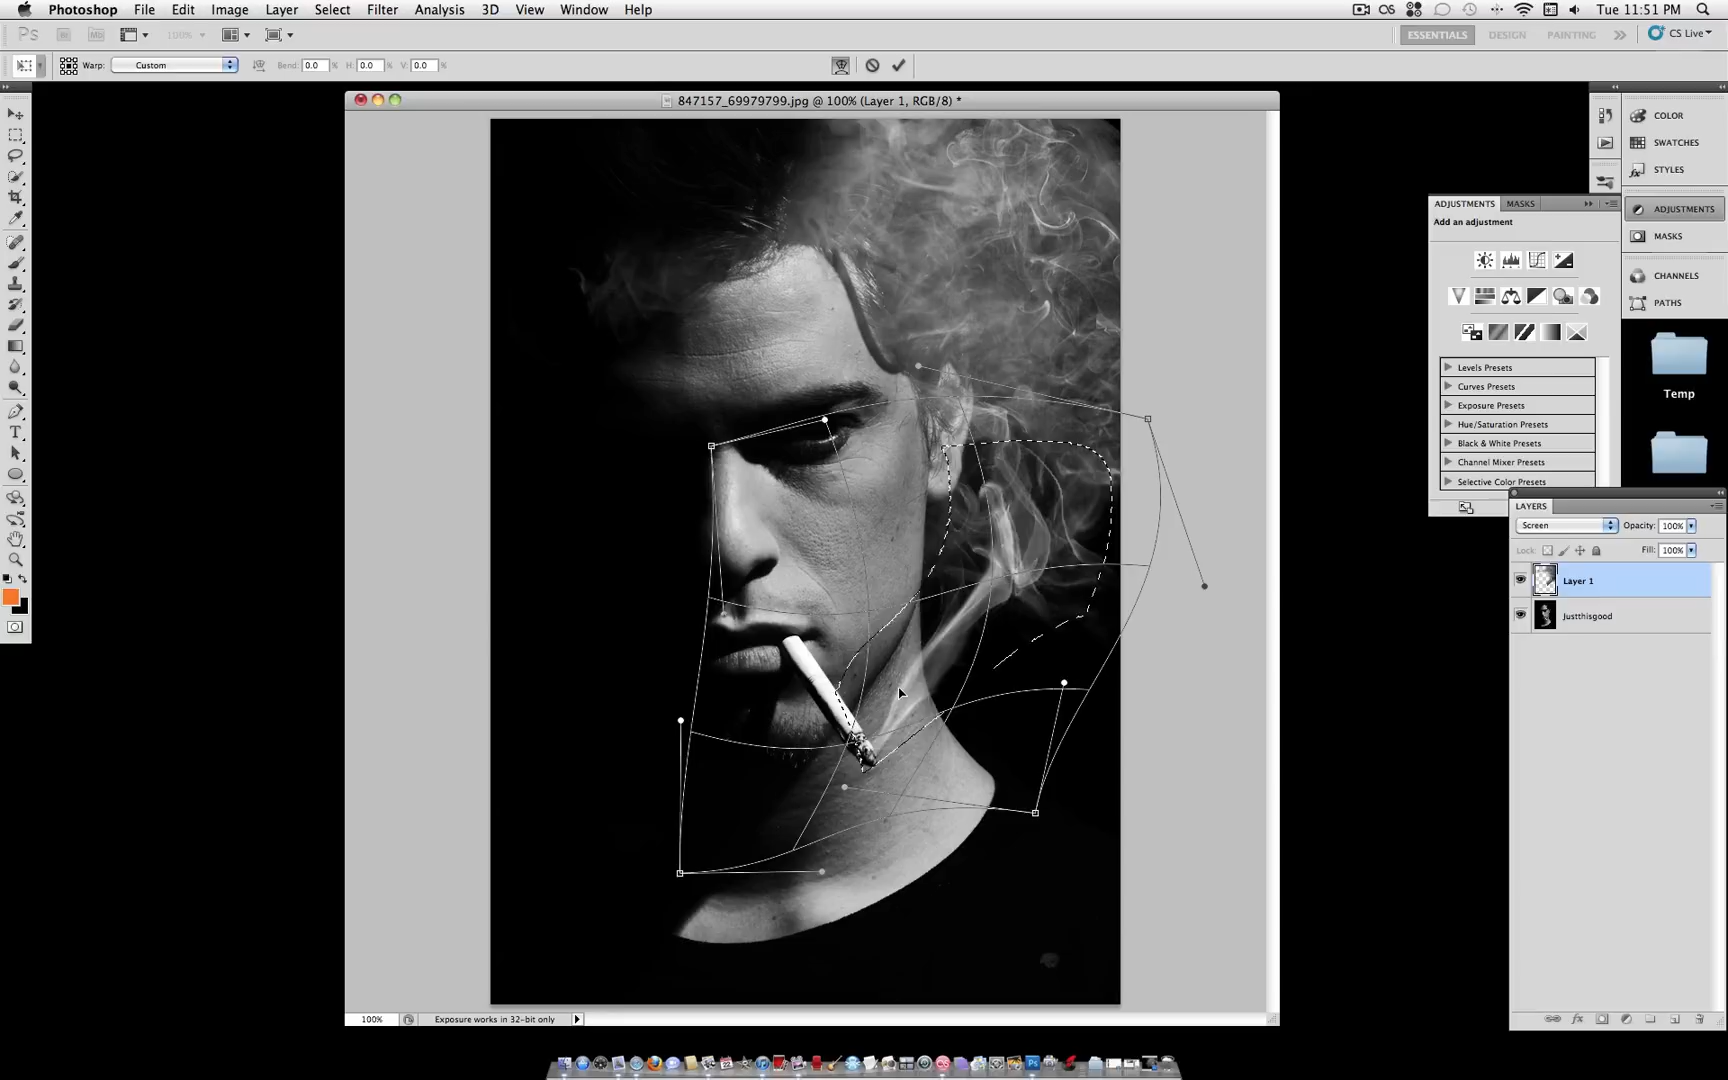 Photoshop File Edit Image Layer Select Filter Analysis 3D View Window Help
Tue 11:51 PM
Ps Br Mb 100% ESSENTIALS DESIGN PAINTING CS Live
Warp: Custom Bend: 0.0 % H: 0.0 % V: 0.0 %
847157_69979799.jpg @ 100% (Layer 1, RGB/8) *
COLOR
SWATCHES
STYLES
ADJUSTMENTS
MASKS
CHANNELS
PATHS
ADJUSTMENTS MASKS
Add an adjustment
Levels Presets
Curves Presets
Exposure Presets
Hue/Saturation Presets
Black & White Presets
Channel Mixer Presets
Selective Color Presets
Temp
LAYERS
Screen Opacity: 100%
Lock: Fill: 100%
Layer 1
Justthisgood
100% Exposure works in 32-bit only